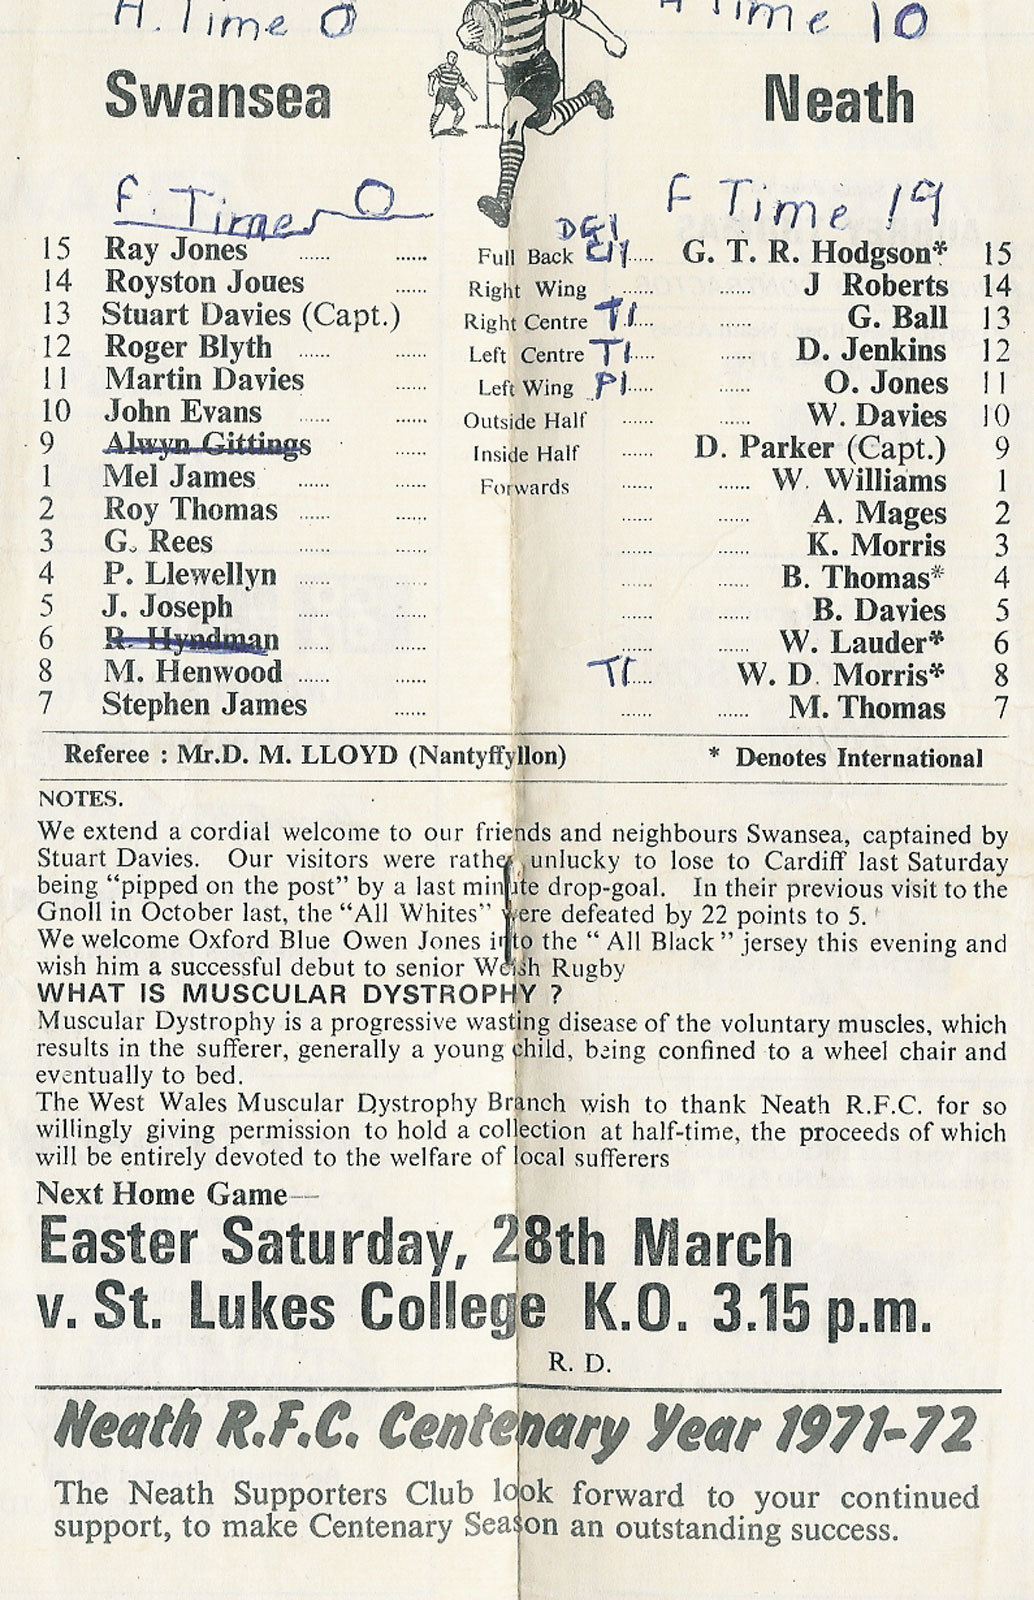 H. Time 0 H Time 10
Swansea Neath
F. Time 0 F Time 19
DG1
15 Ray Jones ...... ...... Full Back C1 ..... G. T. R. Hodgson* 15
14 Royston Joues ...... Right Wing ...... ...... J Roberts 14
13 Stuart Davies (Capt.) Right Centre T1 ..... G. Ball 13
12 Roger Blyth ...... ...... Left Centre T1 ..... ...... D. Jenkins 12
11 Martin Davies ...... Left Wing P1 ..... ...... O. Jones 11
10 John Evans ...... ...... Outside Half ...... ...... W. Davies 10
9 Alwyn Gittings ...... Inside Half ...... D. Parker (Capt.) 9
1 Mel James ...... ...... Forwards ...... ...... W. Williams 1
2 Roy Thomas ...... ...... ...... ...... A. Mages 2
3 G. Rees ...... ...... ...... ...... K. Morris 3
4 P. Llewellyn ...... ...... ...... ...... B. Thomas* 4
5 J. Joseph ...... ...... ...... ...... B. Davies 5
6 R. Hyndman ...... ...... ...... ...... W. Lauder* 6
8 M. Henwood ...... ...... T1 ..... ...... W. D. Morris* 8
7 Stephen James ...... ...... ...... M. Thomas 7
Referee : Mr.D. M. LLOYD (Nantyffyllon) * Denotes International
NOTES.
We extend a cordial welcome to our friends and neighbours Swansea, captained by
Stuart Davies. Our visitors were rather unlucky to lose to Cardiff last Saturday
being “pipped on the post” by a last minute drop-goal. In their previous visit to the
Gnoll in October last, the “All Whites” were defeated by 22 points to 5.
We welcome Oxford Blue Owen Jones into the “ All Black ” jersey this evening and
wish him a successful debut to senior Welsh Rugby
WHAT IS MUSCULAR DYSTROPHY ?
Muscular Dystrophy is a progressive wasting disease of the voluntary muscles, which
results in the sufferer, generally a young child, being confined to a wheel chair and
eventually to bed.
The West Wales Muscular Dystrophy Branch wish to thank Neath R.F.C. for so
willingly giving permission to hold a collection at half-time, the proceeds of which
will be entirely devoted to the welfare of local sufferers
Next Home Game—
Easter Saturday, 28th March
v. St. Lukes College K.O. 3.15 p.m.
R. D.
Neath R.F.C. Centenary Year 1971-72
The Neath Supporters Club look forward to your continued
support, to make Centenary Season an outstanding success.